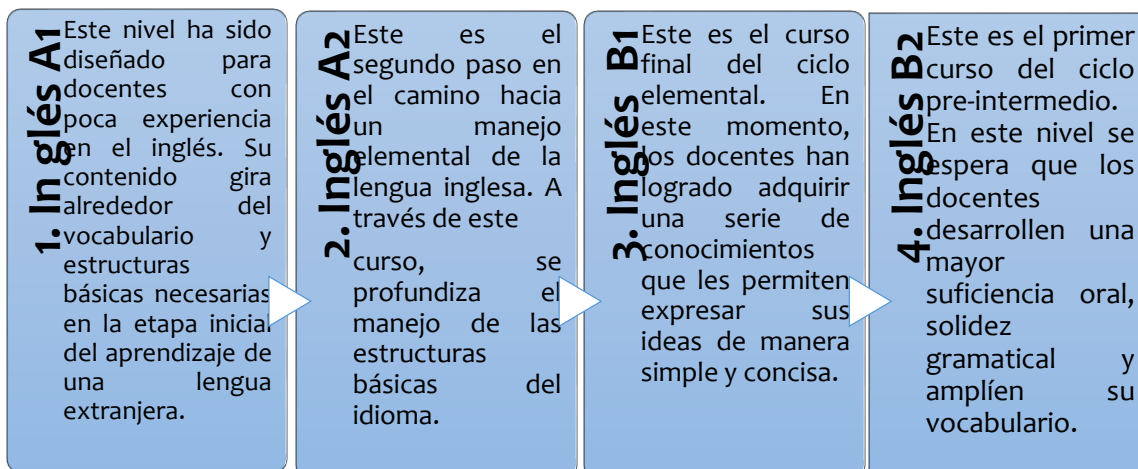 1. Inglés A1
Este nivel ha sido
diseñado para
docentes con
poca experiencia
en el inglés. Su
contenido gira
alrededor del
vocabulario y
estructuras
básicas necesarias
en la etapa inicial
del aprendizaje de
una lengua
extranjera.
2. Inglés A2
Este es el
segundo paso en
el camino hacia
un manejo
elemental de la
lengua inglesa. A
través de este
curso, se
profundiza el
manejo de las
estructuras
básicas del
idioma.
3. Inglés B1
Este es el curso
final del ciclo
elemental. En
este momento,
los docentes han
logrado adquirir
una serie de
conocimientos
que les permiten
expresar sus
ideas de manera
simple y concisa.
4. Inglés B2
Este es el primer
curso del ciclo
pre-intermedio.
En este nivel se
espera que los
docentes
desarrollen una
mayor
suficiencia oral,
solidez
gramatical y
amplíen su
vocabulario.